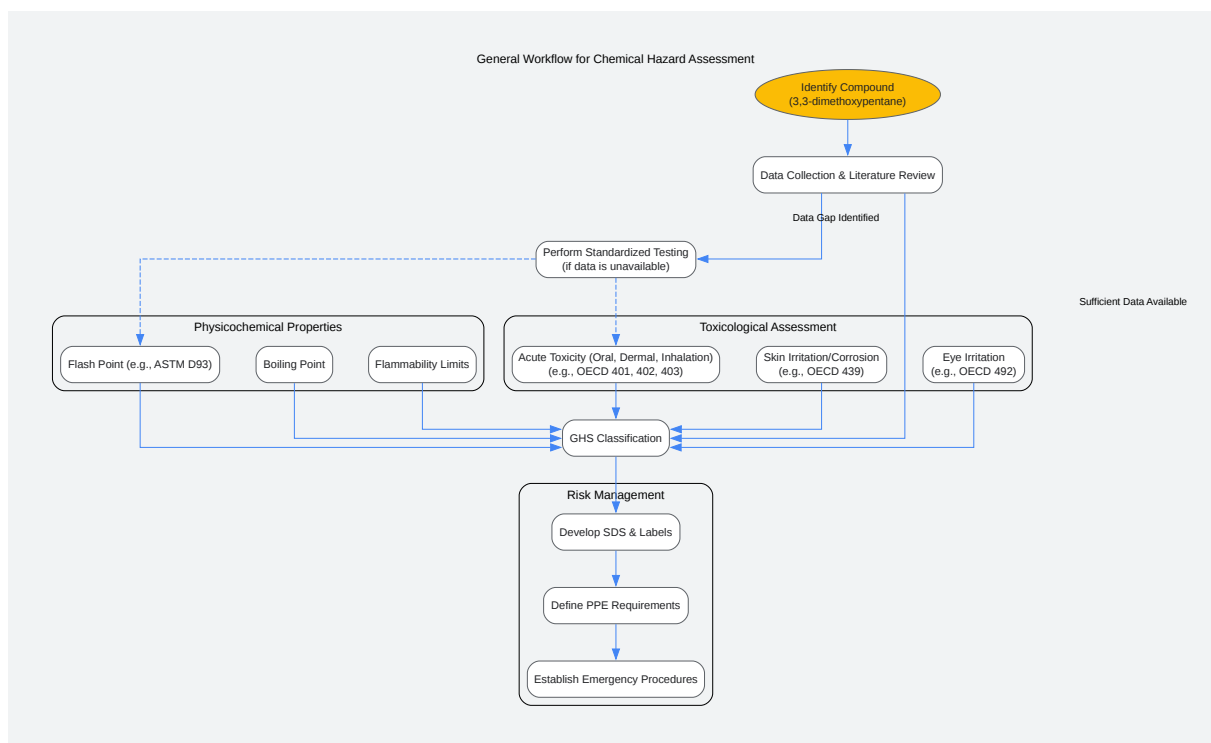 General Workflow for Chemical Hazard Assessment
Identify Compound
(3,3-dimethoxypentane)
Data Collection & Literature Review
Data Gap Identified
Perform Standardized Testing
(if data is unavailable)
Sufficient Data Available
Physicochemical Properties
Flash Point (e.g., ASTM D93)
Boiling Point
Flammability Limits
Toxicological Assessment
Acute Toxicity (Oral, Dermal, Inhalation)
(e.g., OECD 401, 402, 403)
Skin Irritation/Corrosion
(e.g., OECD 439)
Eye Irritation
(e.g., OECD 492)
GHS Classification
Risk Management
Develop SDS & Labels
Define PPE Requirements
Establish Emergency Procedures